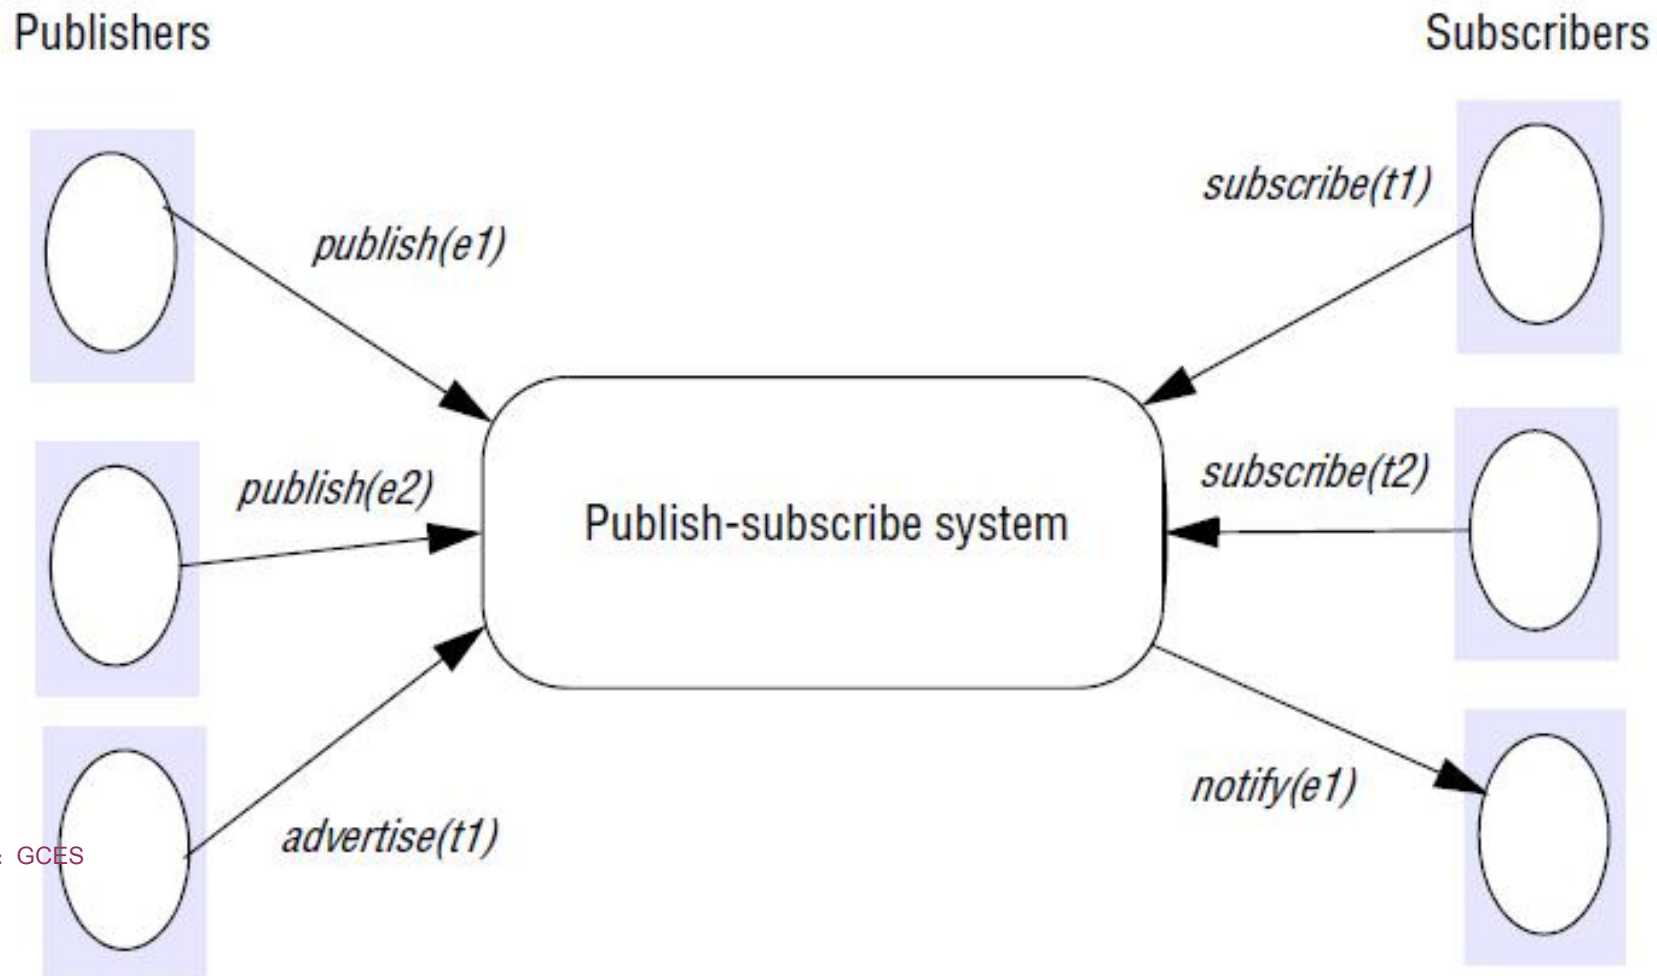 Publishers
Subscribers
subscribe(t1)
publish(e1)
subscribe(t2)
publish(e2)
Publish-subscribe system
notify(e1)
advertise(t1)
: GCES